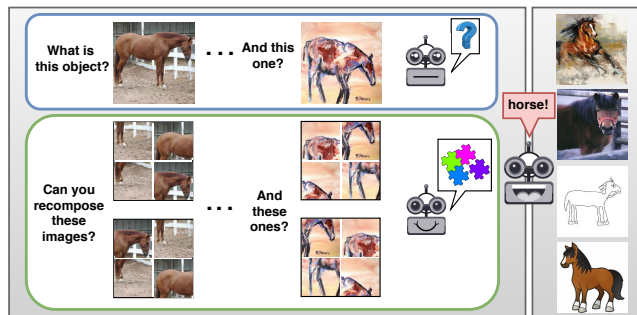 What is
this object?
And this
one?
horse!
Can you
recompose
these
images?
And
these
ones?